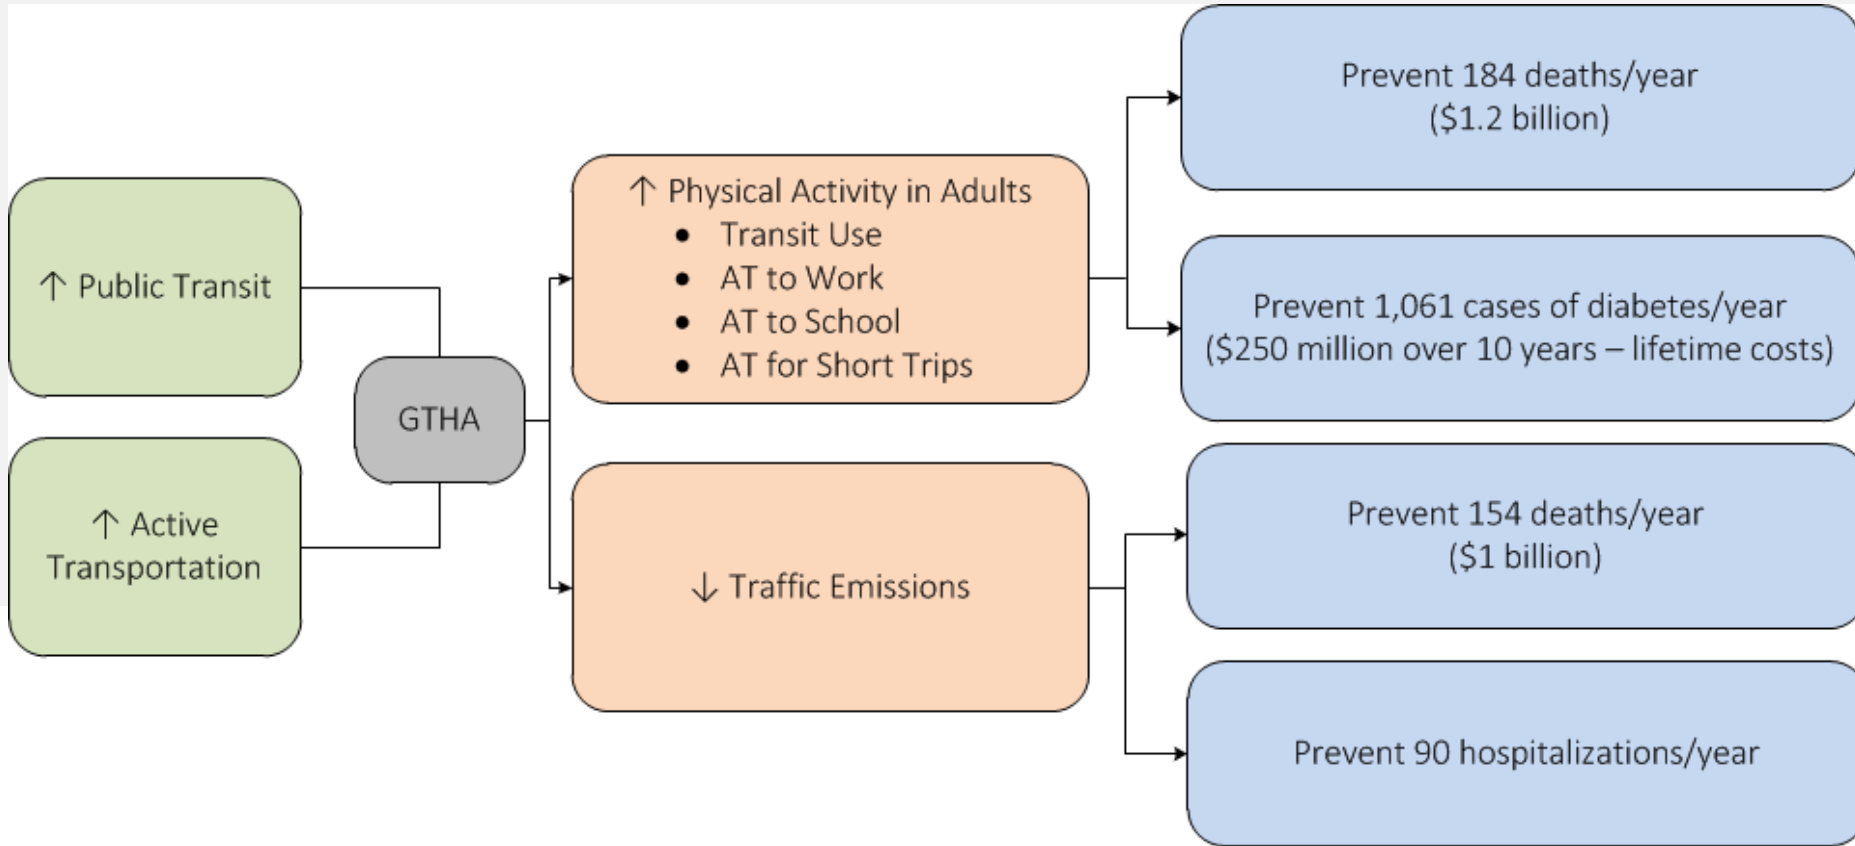 ↑ Public Transit
↑ Active
Transportation
GTHA
↑ Physical Activity in Adults
• Transit Use
• AT to Work
• AT to School
• AT for Short Trips
↓ Traffic Emissions
Prevent 184 deaths/year
($1.2 billion)
Prevent 1,061 cases of diabetes/year
($250 million over 10 years – lifetime costs)
Prevent 154 deaths/year
($1 billion)
Prevent 90 hospitalizations/year